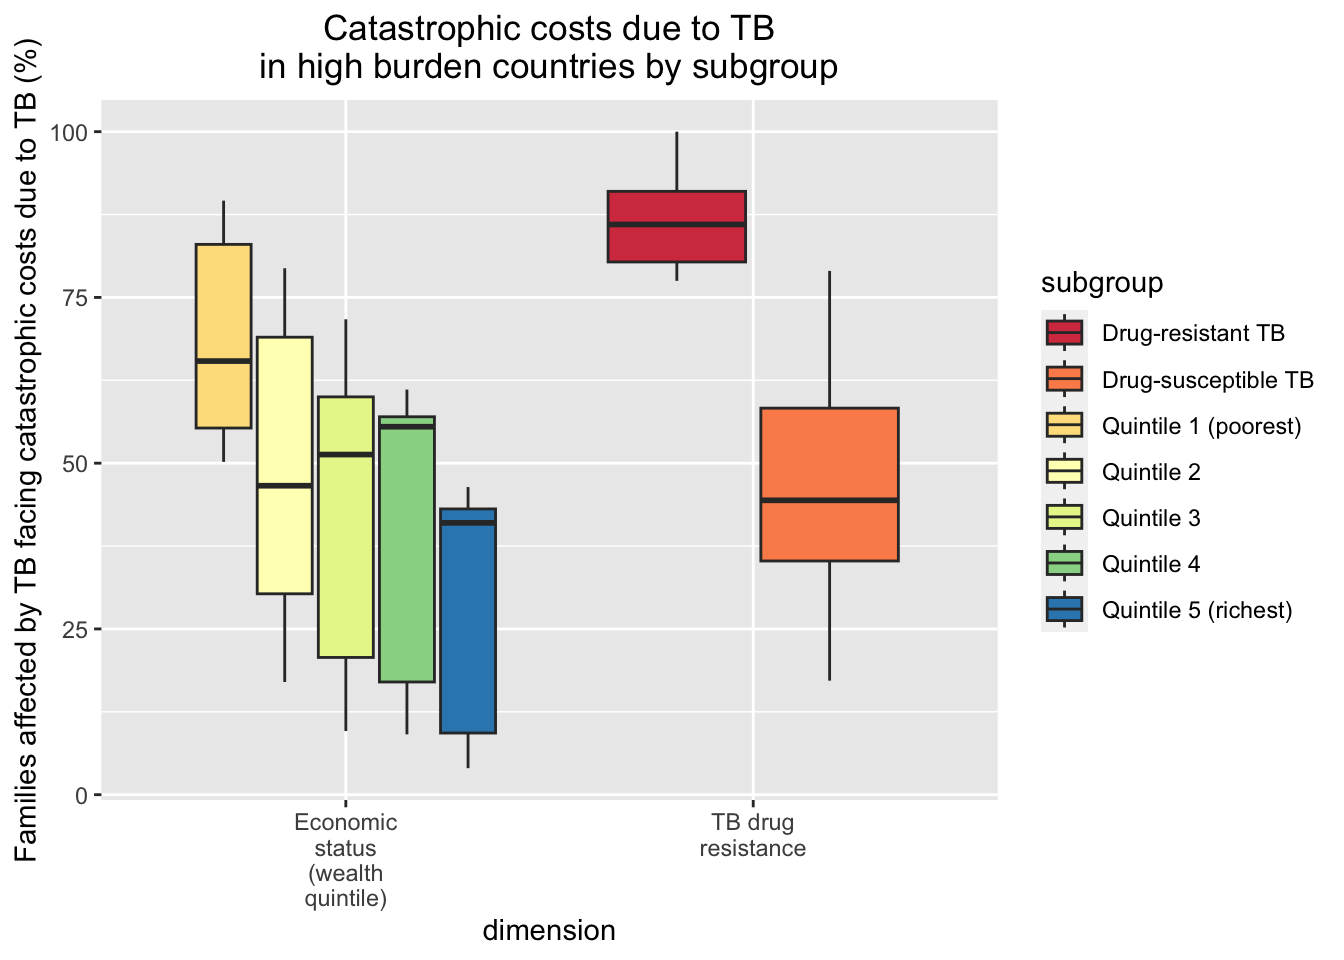 Catastrophic costs due to TB
in high burden countries by subgroup
Families affected by TB facing catastrophic costs due to TB (%)
100
75
50
25
0
Economic
status
(wealth
quintile)
TB drug
resistance
dimension
subgroup
Drug-resistant TB
Drug-susceptible TB
Quintile 1 (poorest)
Quintile 2
Quintile 3
Quintile 4
Quintile 5 (richest)